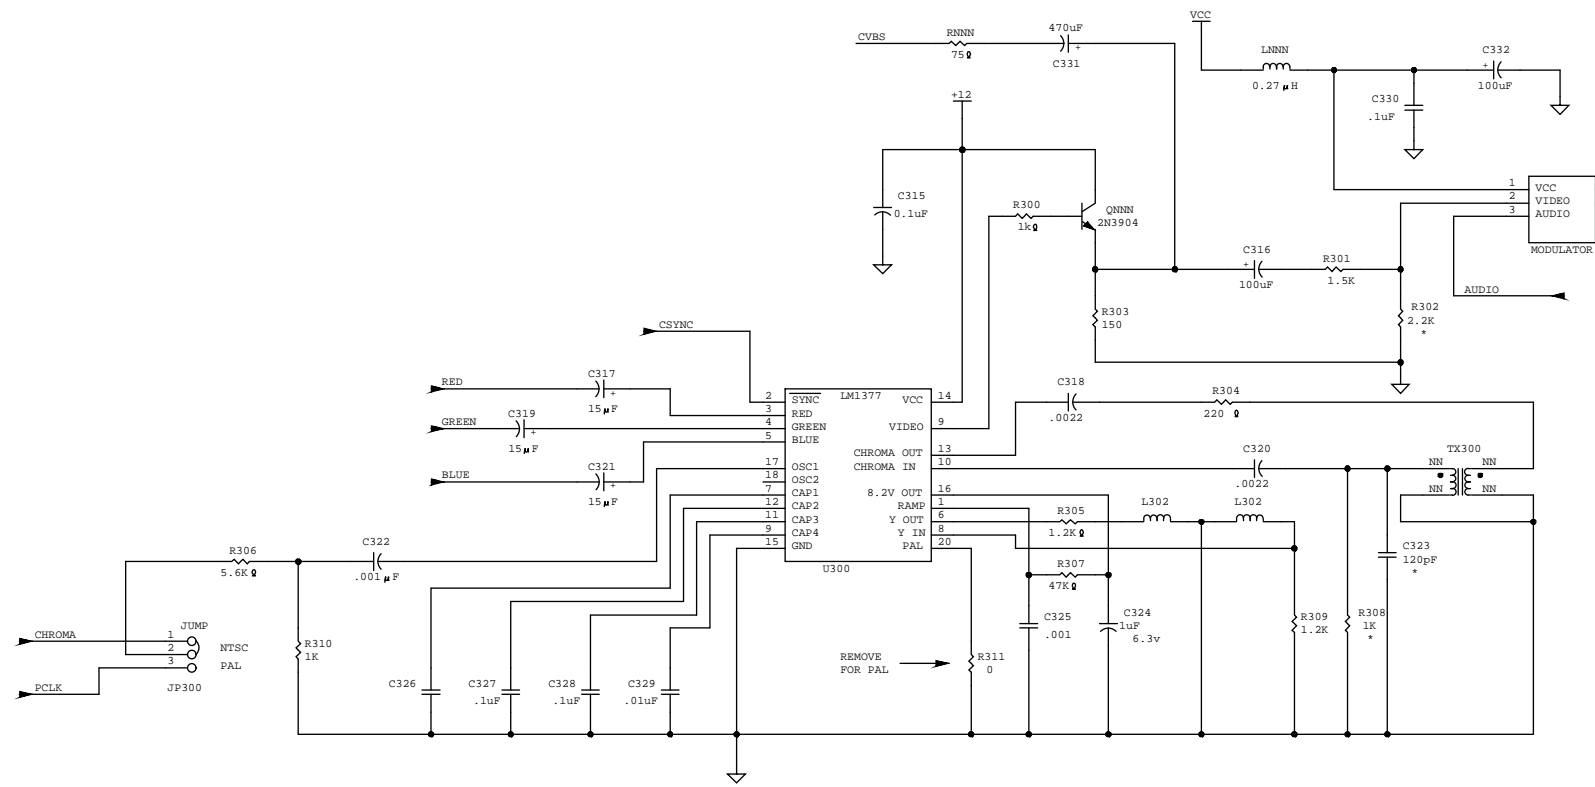 VCC
CVBS
RNNN
75Ω
470uF
+
C331
LNNN
0.27µH
C332
+
100uF
C330
.1uF
+12
C315
0.1uF
R300
1kΩ
QNNN
2N3904
1 VCC
2 VIDEO
3 AUDIO
MODULATOR
C316
+
100uF
R301
1.5K
AUDIO
R302
2.2K
*
R303
150
CSYNC
RED
C317
+
15µF
GREEN
C319
+
15µF
BLUE
C321
+
15µF
LM1377
2 SYNC
3 RED
4 GREEN
5 BLUE
17 OSC1
18 OSC2
7 CAP1
12 CAP2
11 CAP3
9 CAP4
15 GND
VCC 14
VIDEO 9
CHROMA OUT 13
CHROMA IN 10
8.2V OUT 16
RAMP 1
Y OUT 6
Y IN 8
PAL 20
U300
C318
.0022
R304
220 Ω
C320
.0022
TX300
NN NN
NN NN
R305
1.2KΩ
L302
L302
R307
47KΩ
C323
120pF
*
C322
.001µF
R306
5.6KΩ
C325
.001
C324
1uF
6.3v
R309
1.2K
R308
1K
*
CHROMA
JUMP
1
2 NTSC
3 PAL
PCLK
JP300
R310
1K
REMOVE
FOR PAL
R311
0
C326
C327
.1uF
C328
.1uF
C329
.01uF